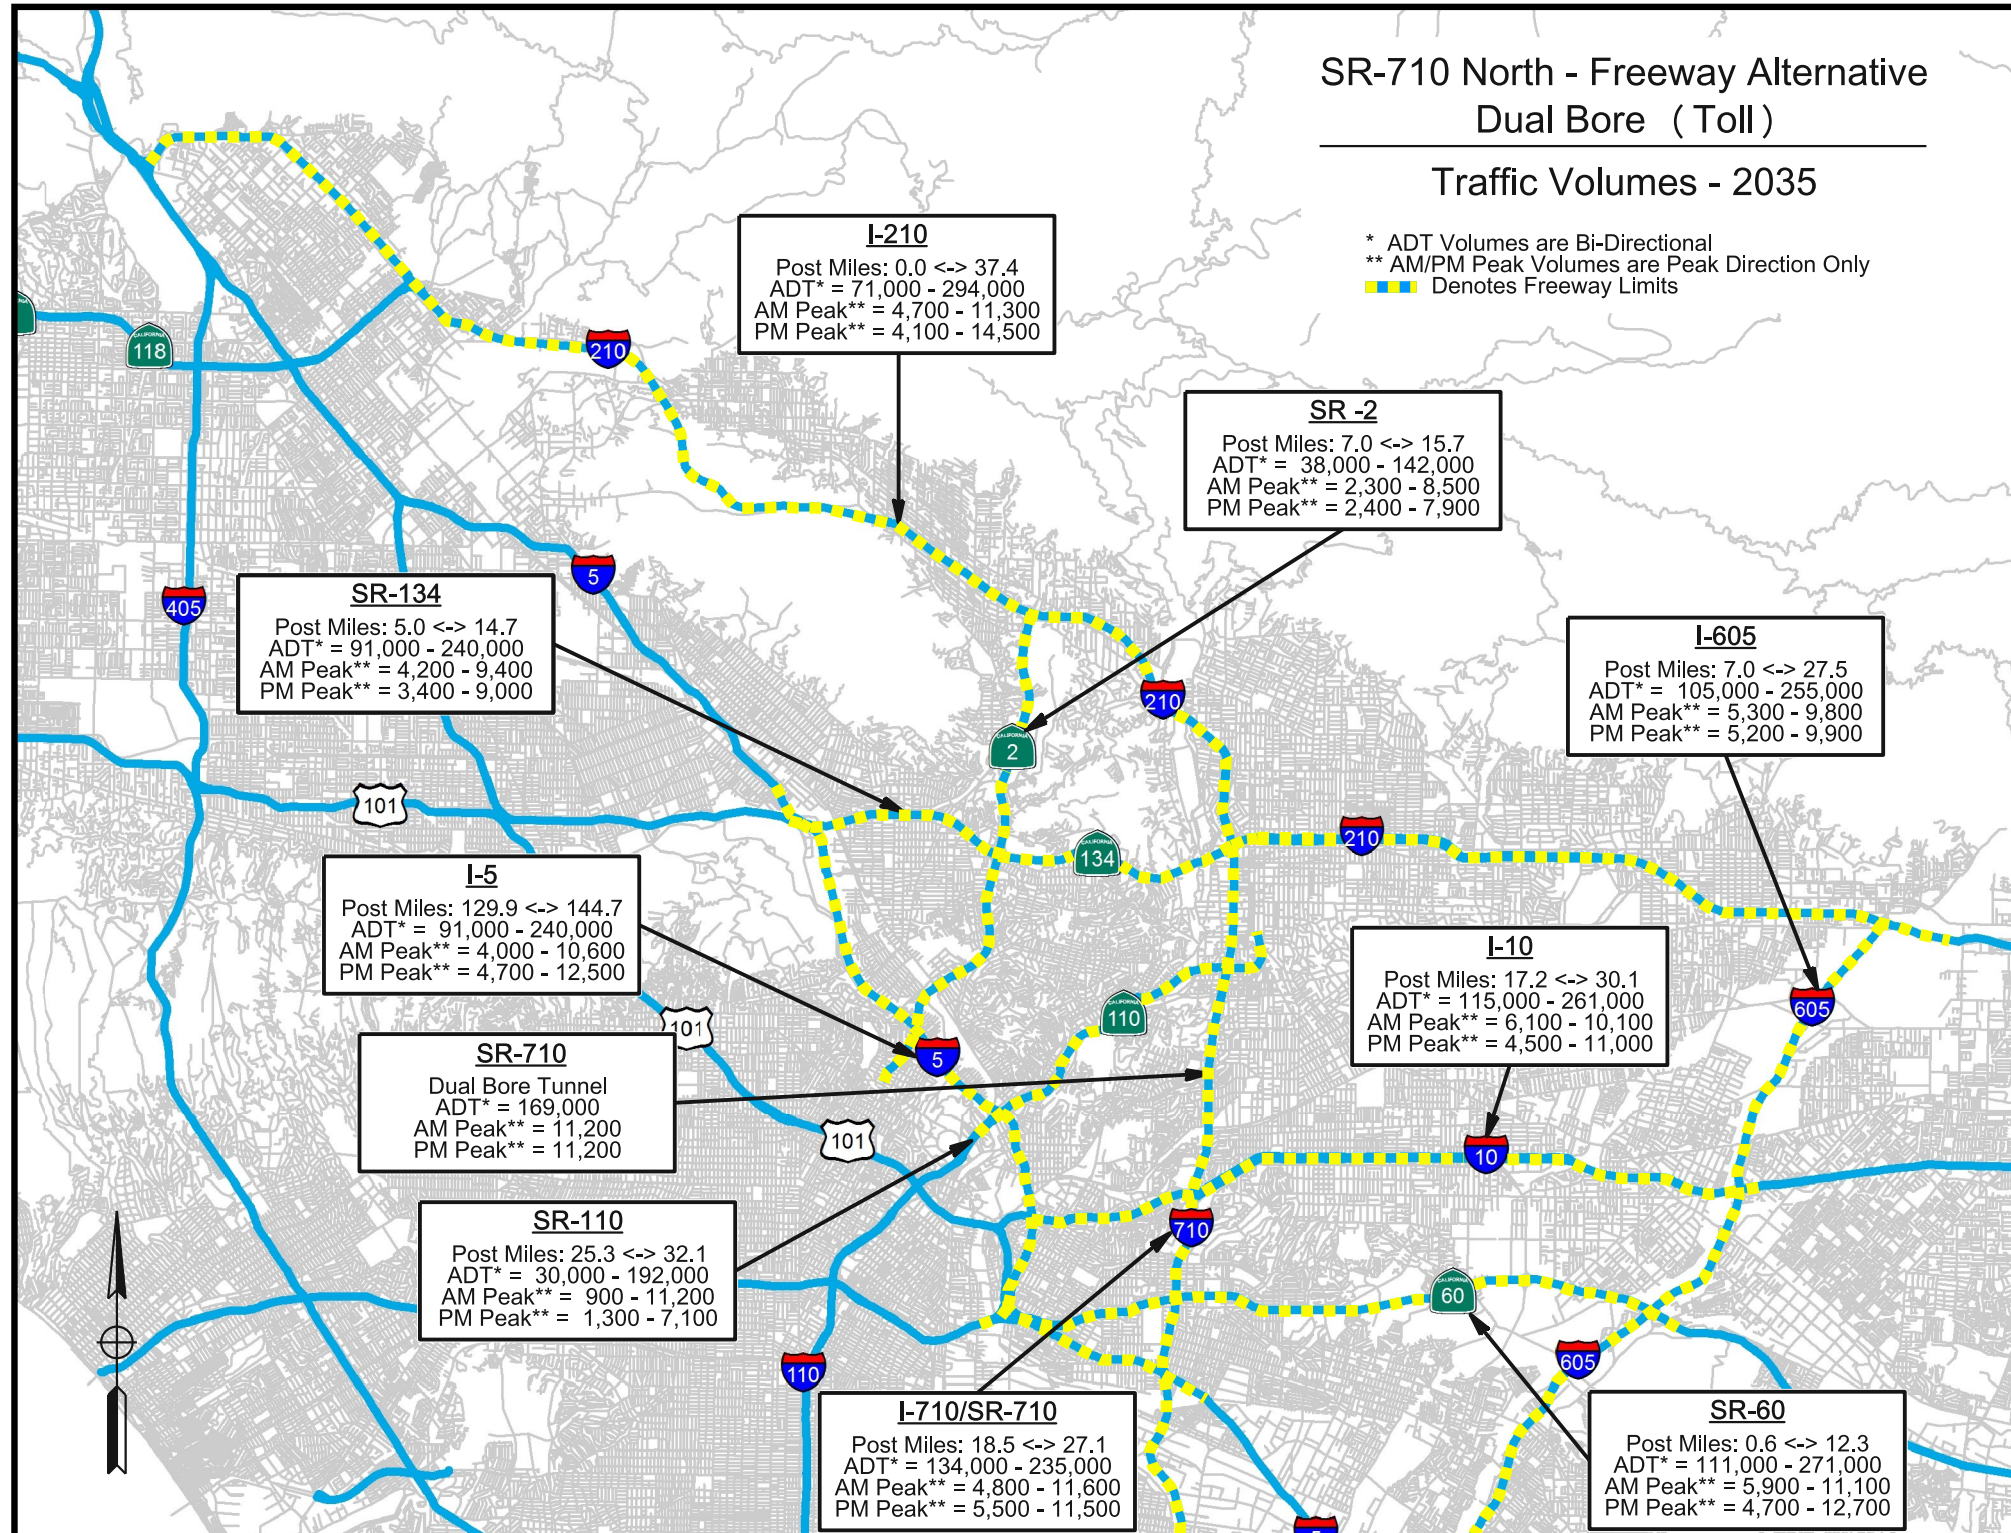 SR-710 North - Freeway Alternative
Dual Bore ( Toll )
Traffic Volumes - 2035
* ADT Volumes are Bi-Directional
** AM/PM Peak Volumes are Peak Direction Only
Denotes Freeway Limits
I-210
Post Miles: 0.0 <-> 37.4
ADT* = 71,000 - 294,000
AM Peak** = 4,700 - 11,300
PM Peak** = 4,100 - 14,500
CALIFORNIA
118
210
SR -2
Post Miles: 7.0 <-> 15.7
ADT* = 38,000 - 142,000
AM Peak** = 2,300 - 8,500
PM Peak** = 2,400 - 7,900
5
405
SR-134
Post Miles: 5.0 <-> 14.7
ADT* = 91,000 - 240,000
AM Peak** = 4,200 - 9,400
PM Peak** = 3,400 - 9,000
I-605
Post Miles: 7.0 <-> 27.5
ADT* = 105,000 - 255,000
AM Peak** = 5,300 - 9,800
PM Peak** = 5,200 - 9,900
210
CALIFORNIA
2
101
210
CALIFORNIA
134
I-5
Post Miles: 129.9 <-> 144.7
ADT* = 91,000 - 240,000
AM Peak** = 4,000 - 10,600
PM Peak** = 4,700 - 12,500
I-10
Post Miles: 17.2 <-> 30.1
ADT* = 115,000 - 261,000
AM Peak** = 6,100 - 10,100
PM Peak** = 4,500 - 11,000
605
CALIFORNIA
110
101
5
SR-710
Dual Bore Tunnel
ADT* = 169,000
AM Peak** = 11,200
PM Peak** = 11,200
101
10
SR-110
Post Miles: 25.3 <-> 32.1
ADT* = 30,000 - 192,000
AM Peak** = 900 - 11,200
PM Peak** = 1,300 - 7,100
710
CALIFORNIA
60
110
605
I-710/SR-710
Post Miles: 18.5 <-> 27.1
ADT* = 134,000 - 235,000
AM Peak** = 4,800 - 11,600
PM Peak** = 5,500 - 11,500
SR-60
Post Miles: 0.6 <-> 12.3
ADT* = 111,000 - 271,000
AM Peak** = 5,900 - 11,100
PM Peak** = 4,700 - 12,700